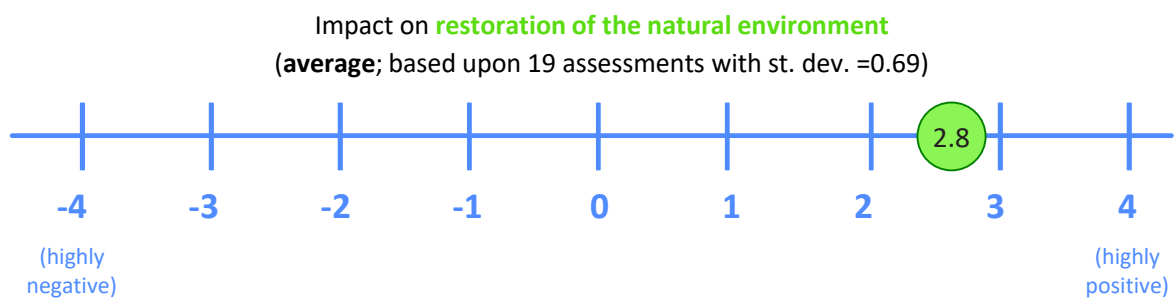 Impact on restoration of the natural environment
(average; based upon 19 assessments with st. dev. =0.69)
2.8
-4 -3 -2 -1 0 1 2 3 4
(highly negative) (highly positive)